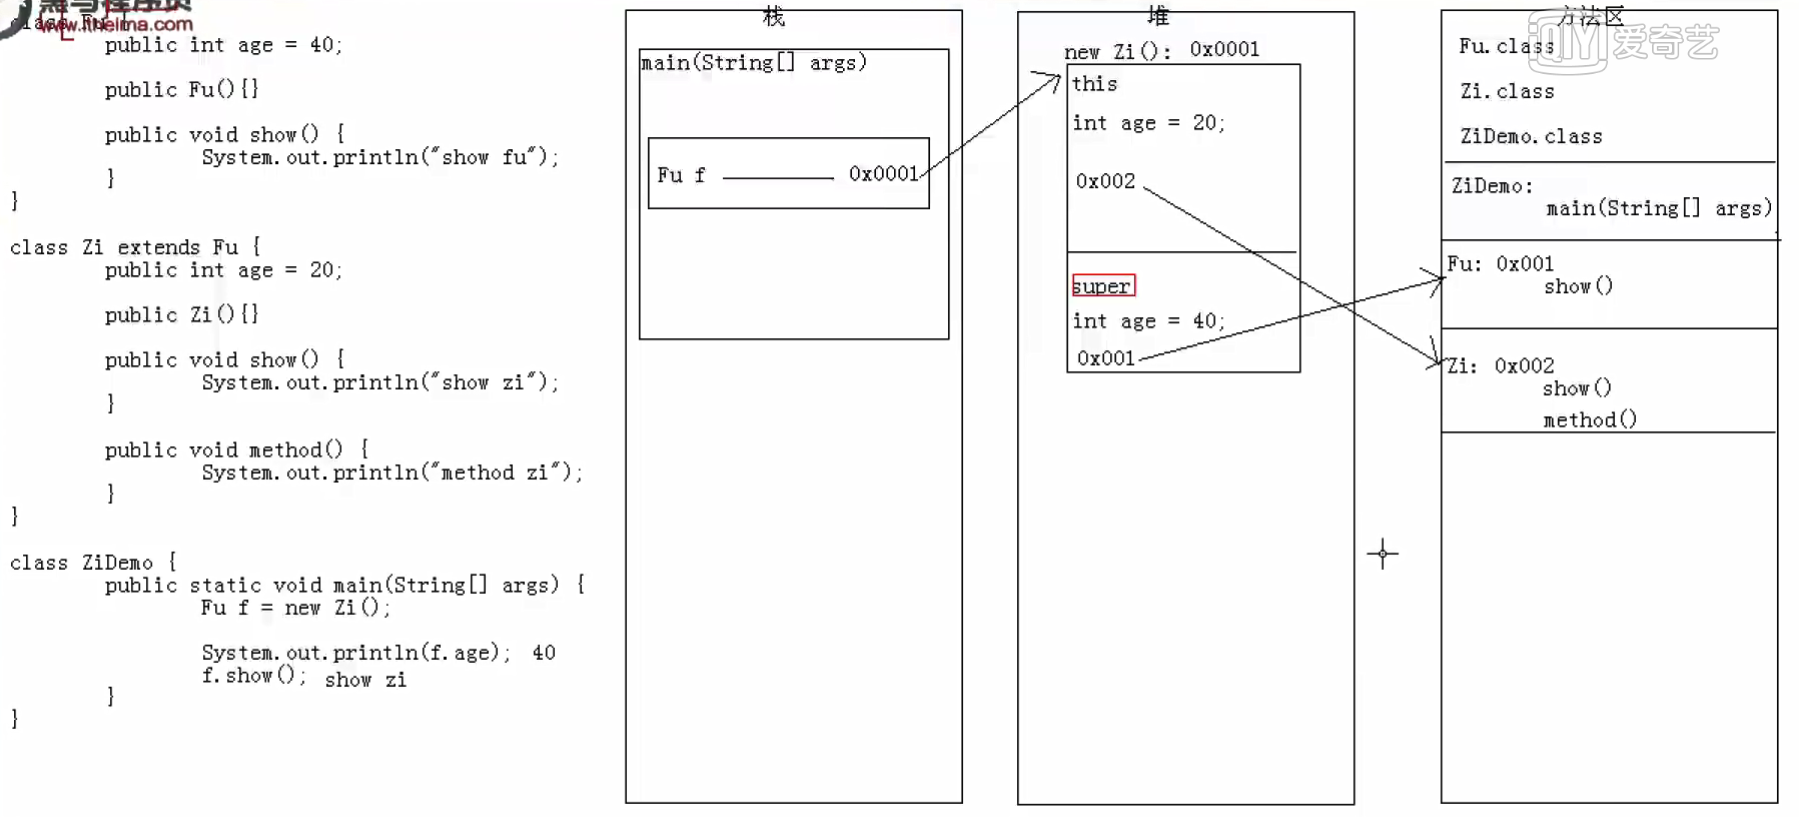 www.itheima.com
class Fu {
public int age = 40;
public Fu(){}
public void show() {
System.out.println("show fu");
}
}
class Zi extends Fu {
public int age = 20;
public Zi(){}
public void show() {
System.out.println("show zi");
}
public void method() {
System.out.println("method zi");
}
}
class ZiDemo {
public static void main(String[] args) {
Fu f = new Zi();
System.out.println(f.age); 40
f.show(); show zi
}
}
栈
main(String[] args)
Fu f 0x0001
堆
new Zi(): 0x0001
this
int age = 20;
0x002
super
int age = 40;
0x001
方法区
爱奇艺
Fu.class
Zi.class
ZiDemo.class
ZiDemo:
main(String[] args)
Fu: 0x001
show()
Zi: 0x002
show()
method()